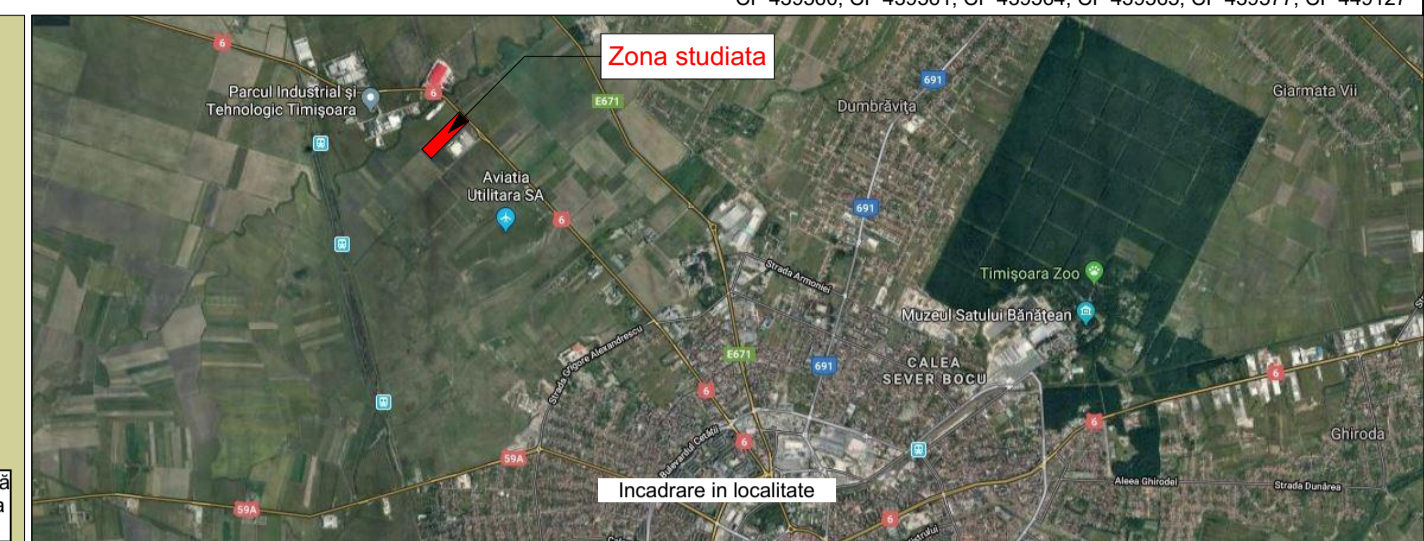 Zona studiata
6
Parcul Industrial și
Tehnologic Timișoara
6
E671
691
Dumbrăvița
Giarmata Vii
Aviatia
Utilitara SA
6
691
Strada Armoniei
Timișoara Zoo
Muzeul Satului Bănățean
Strada Grigore Alexandrescu
E671
691
CALEA
SEVER BOCU
6
6
6
Ghiroda
Bulevardul Cetății
6
59A
Incadrare in localitate
Aleea Ghirodei
Strada Dunărea
59A
6